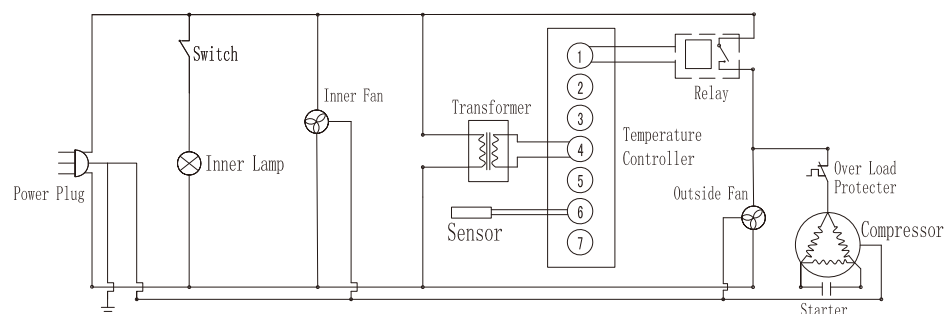 Switch
Inner Fan
Transformer
1
2
3
4
5
6
7
Relay
Temperature
Controller
Inner Lamp
Power Plug
Sensor
Outside Fan
Over Load
Protecter
Compressor
Starter